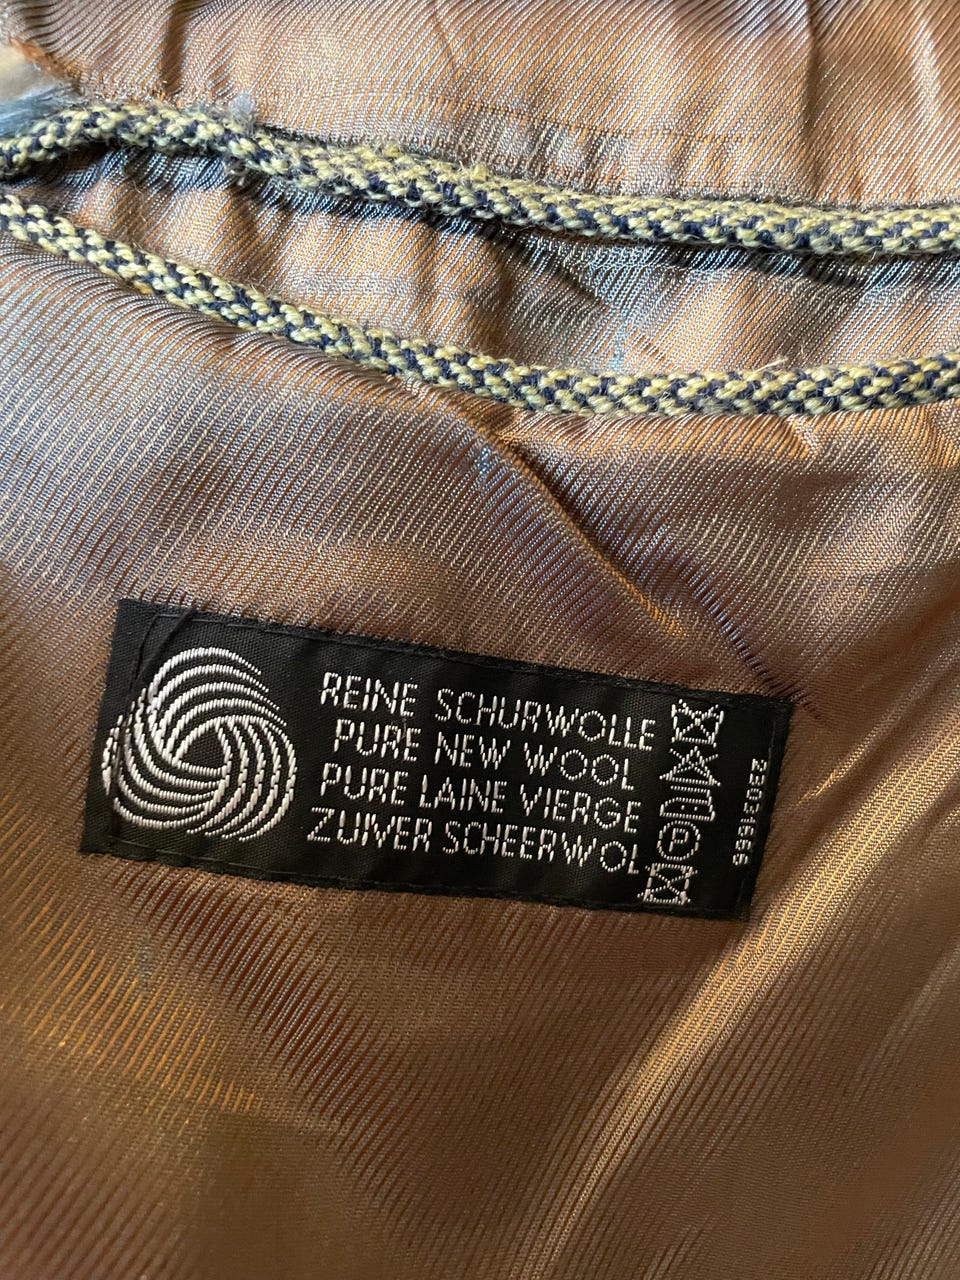 REINE SCHURWOLLE
PURE NEW WOOL
PURE LAINE VIERGE
ZUIVER SCHEERWOL
P